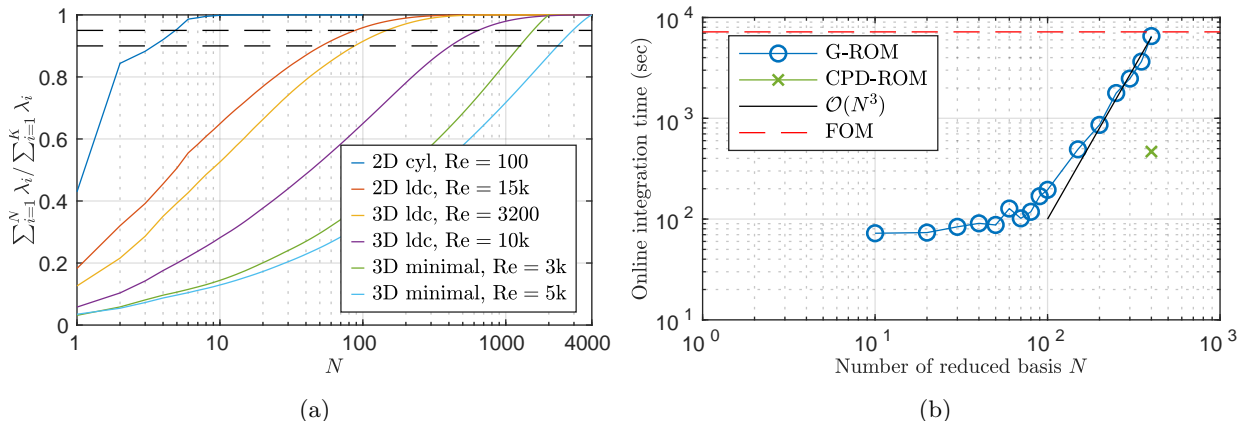 1
0.8
0.6
0.4
0.2
0
1 10 100 1000 4000
N
∑_{i=1}^{N} λ_i / ∑_{i=1}^{K} λ_i
2D cyl, Re = 100
2D ldc, Re = 15k
3D ldc, Re = 3200
3D ldc, Re = 10k
3D minimal, Re = 3k
3D minimal, Re = 5k
(a)
10^4
10^3
10^2
10^1
10^0 10^1 10^2 10^3
Number of reduced basis N
Online integration time (sec)
G-ROM
CPD-ROM
𝒪(N^3)
FOM
(b)